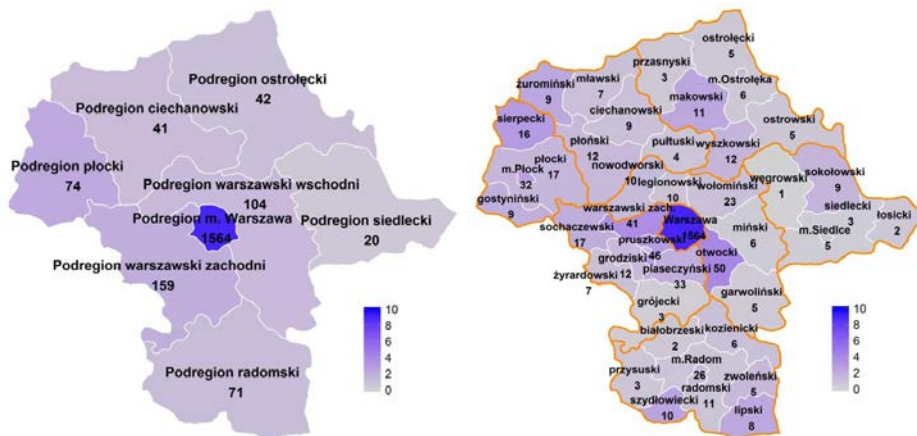 Podregion ostrołęcki
42
Podregion ciechanowski
41
Podregion płocki
74
Podregion warszawski wschodni
104
Podregion m. Warszawa
1564
Podregion siedlecki
20
Podregion warszawski zachodni
159
Podregion radomski
71
10
8
6
4
2
0
ostrołęcki
5
przasnyski
3
m.Ostrołęka
6
żuromiński
9
mławski
7
makowski
11
ciechanowski
9
sierpecki
16
ostrowski
5
płoński
12
pułtuski
4
wyszkowski
12
płocki
17
m.Płock
32
nowodworski
10
legionowski
10
wołomiński
23
węgrowski
1
sokołowski
9
gostyniński
9
warszawski zach.
41
Warszawa
1564
siedlecki
3
łosicki
2
sochaczewski
17
pruszkowski
46
miński
6
m.Siedlce
5
otwocki
50
grodziski
12
piaseczyński
33
żyrardowski
7
garwoliński
5
grójecki
3
białobrzeski
2
kozienicki
6
m.Radom
26
przysuski
3
radomski
11
zwoleński
5
szydłowiecki
10
lipski
8
10
8
6
4
2
0